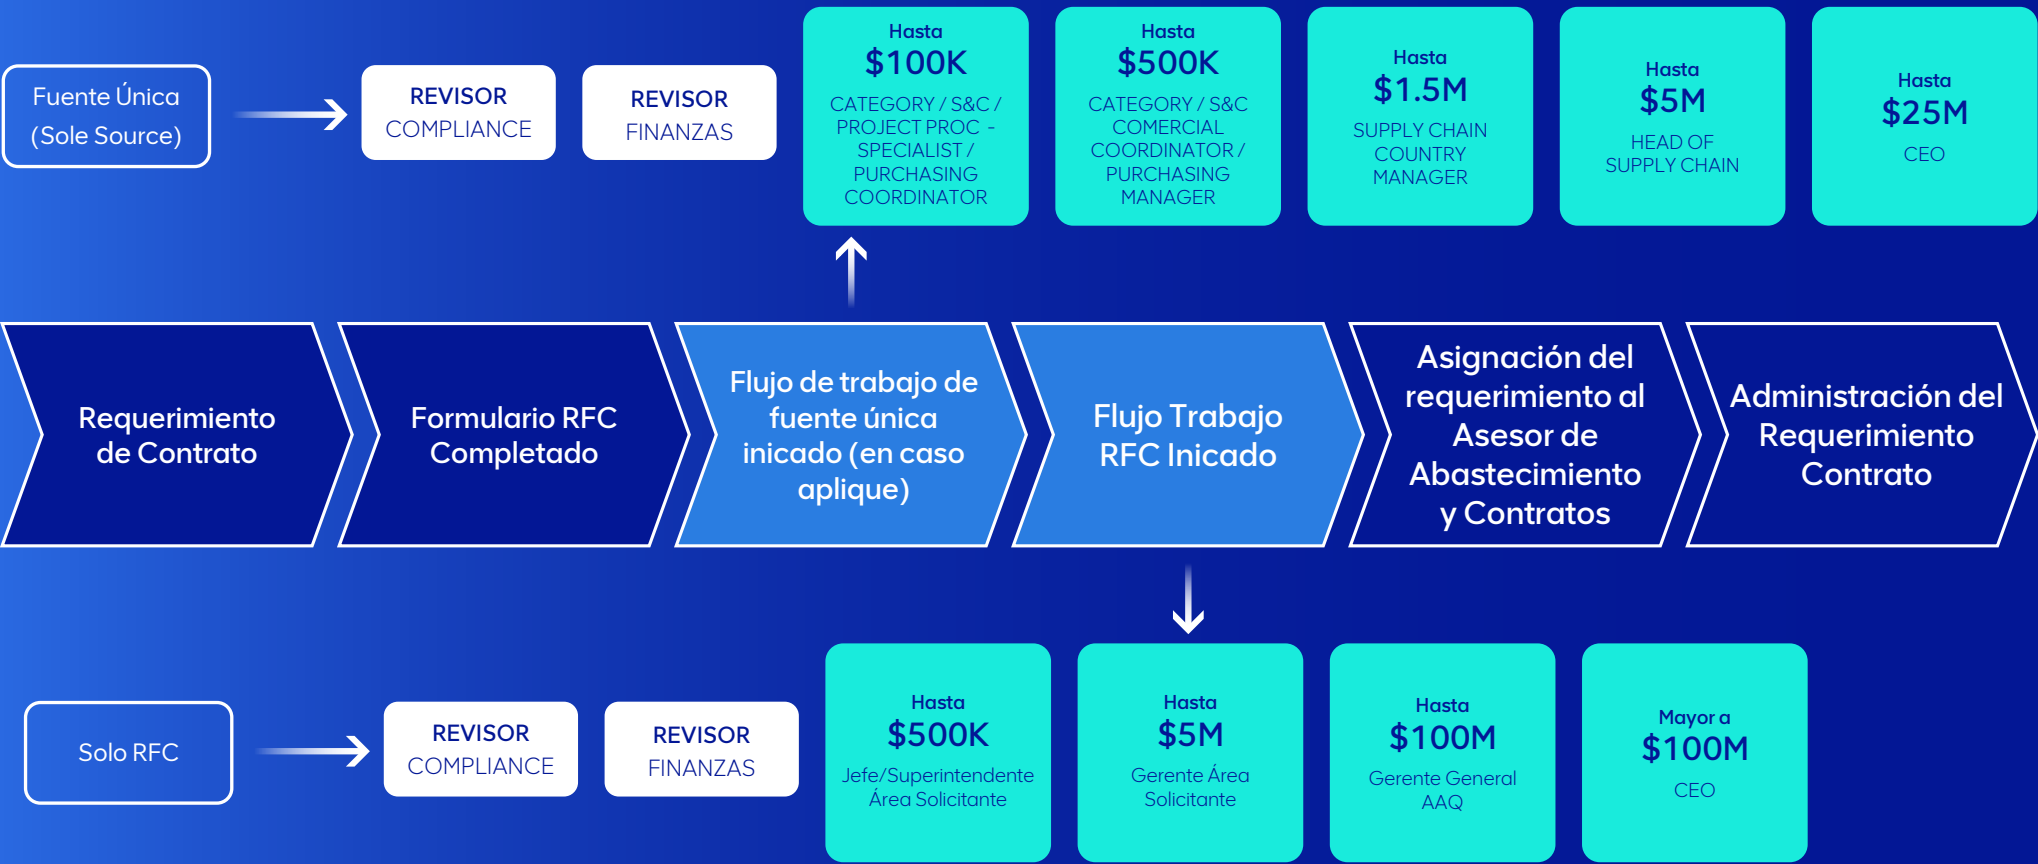 Fuente Única
(Sole Source)
REVISOR
COMPLIANCE
REVISOR
FINANZAS
Hasta
$100K
CATEGORY / S&C /
PROJECT PROC -
SPECIALIST /
PURCHASING
COORDINATOR
Hasta
$500K
CATEGORY / S&C
COMERCIAL
COORDINATOR /
PURCHASING
MANAGER
Hasta
$1.5M
SUPPLY CHAIN
COUNTRY
MANAGER
Hasta
$5M
HEAD OF
SUPPLY CHAIN
Hasta
$25M
CEO
Requerimiento
de Contrato
Formulario RFC
Completado
Flujo de trabajo de
fuente única
inicado (en caso
aplique)
Flujo Trabajo
RFC Inicado
Asignación del
requerimiento al
Asesor de
Abastecimiento
y Contratos
Administración del
Requerimiento
Contrato
Solo RFC
REVISOR
COMPLIANCE
REVISOR
FINANZAS
Hasta
$500K
Jefe/Superintendente
Área Solicitante
Hasta
$5M
Gerente Área
Solicitante
Hasta
$100M
Gerente General
AAQ
Mayor a
$100M
CEO